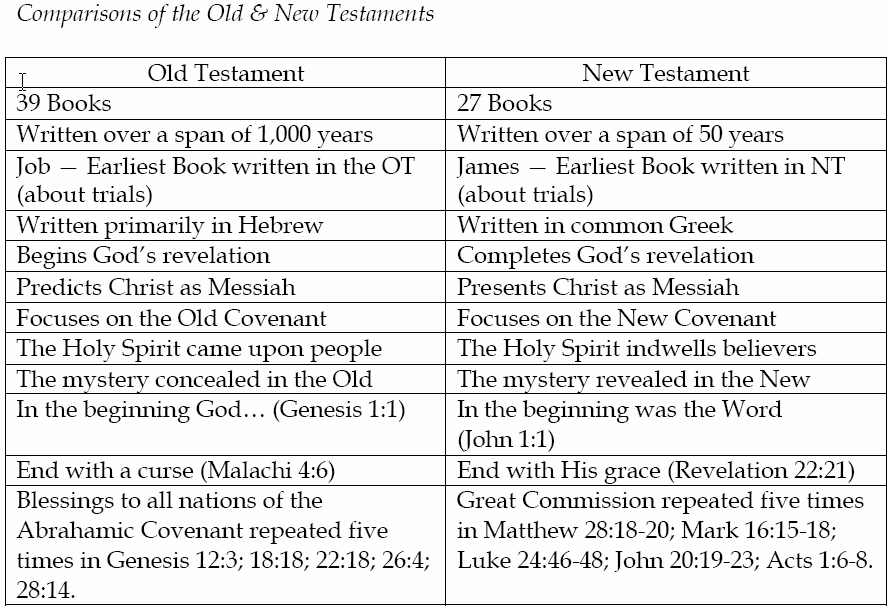 Comparisons of the Old & New Testaments
Old Testament New Testament
39 Books 27 Books
Written over a span of 1,000 years Written over a span of 50 years
Job — Earliest Book written in the OT James — Earliest Book written in NT
(about trials) (about trials)
Written primarily in Hebrew Written in common Greek
Begins God's revelation Completes God's revelation
Predicts Christ as Messiah Presents Christ as Messiah
Focuses on the Old Covenant Focuses on the New Covenant
The Holy Spirit came upon people The Holy Spirit indwells believers
The mystery concealed in the Old The mystery revealed in the New
In the beginning God… (Genesis 1:1) In the beginning was the Word
(John 1:1)
End with a curse (Malachi 4:6) End with His grace (Revelation 22:21)
Blessings to all nations of the Great Commission repeated five times
Abrahamic Covenant repeated five in Matthew 28:18-20; Mark 16:15-18;
times in Genesis 12:3; 18:18; 22:18; 26:4; Luke 24:46-48; John 20:19-23; Acts 1:6-8.
28:14.